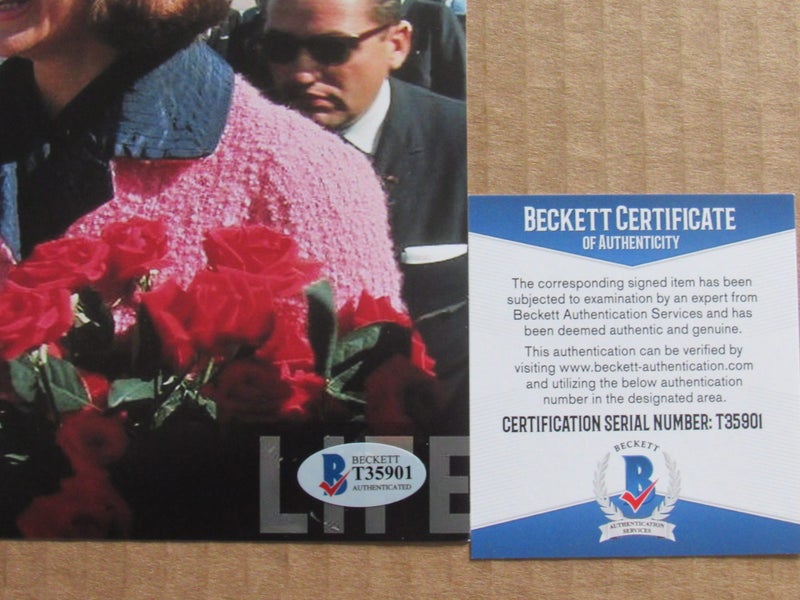 BECKETT CERTIFICATE
OF AUTHENTICITY
The corresponding signed item has been
subjected to examination by an expert from
Beckett Authentication Services and has
been deemed authentic and genuine.
This authentication can be verified by
visiting www.beckett-authentication.com
and utilizing the below authentication
number in the designated area.
CERTIFICATION SERIAL NUMBER: T35901
BECKETT
B
AUTHENTICATION
SERVICES
LIFE
B
BECKETT
T35901
AUTHENTICATED